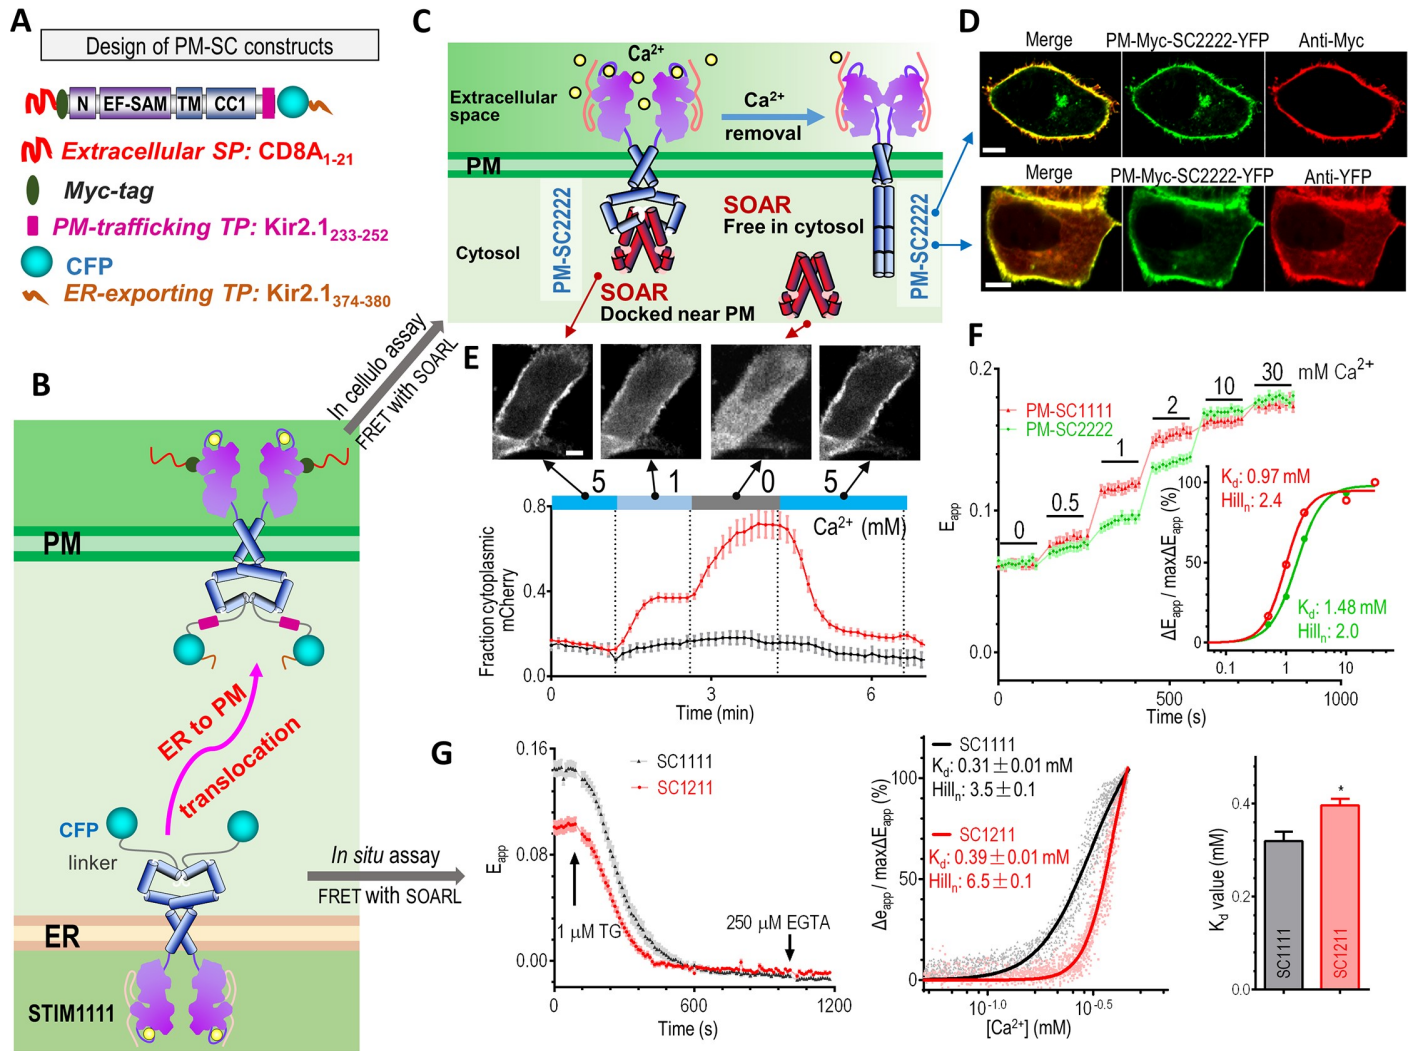 A
Design of PM-SC constructs
N
EF-SAM
TM
CC1
Extracellular SP: CD8A1-21
Myc-tag
PM-trafficking TP: Kir2.1233-252
CFP
ER-exporting TP: Kir2.1374-380
B
In cellulo assay
FRET with SOARL
PM
ER to PM
translocation
CFP
linker
ER
STIM1111
In situ assay
FRET with SOARL
C
Ca2+
Extracellular
space
Ca2+
removal
PM
PM-SC2222
SOAR
Free in cytosol
PM-SC2222
Cytosol
SOAR
Docked near PM
D
Merge
PM-Myc-SC2222-YFP
Anti-Myc
Merge
PM-Myc-SC2222-YFP
Anti-YFP
E
5
1
0
5
Ca2+ (mM)
0.8
0.4
0.0
Fraction cytoplasmic
mCherry
0
3
6
Time (min)
F
0.2
0.1
0.0
Eapp
PM-SC1111
PM-SC2222
0
0.5
1
2
10
30
mM Ca2+
0
500
1000
Time (s)
100
50
0
ΔEapp / maxΔEapp (%)
Kd: 0.97 mM
Hilln: 2.4
Kd: 1.48 mM
Hilln: 2.0
0.1
1
10
G
0.16
0.08
0.00
Eapp
SC1111
SC1211
1 μM TG
250 μM EGTA
0
600
1200
Time (s)
100
50
0
Δeapp / maxΔEapp (%)
SC1111
Kd: 0.31 ± 0.01 mM
Hilln: 3.5 ± 0.1
SC1211
Kd: 0.39 ± 0.01 mM
Hilln: 6.5 ± 0.1
10-1.0
10-0.5
[Ca2+] (mM)
0.4
0.2
0.0
Kd value (mM)
*
SC1111
SC1211